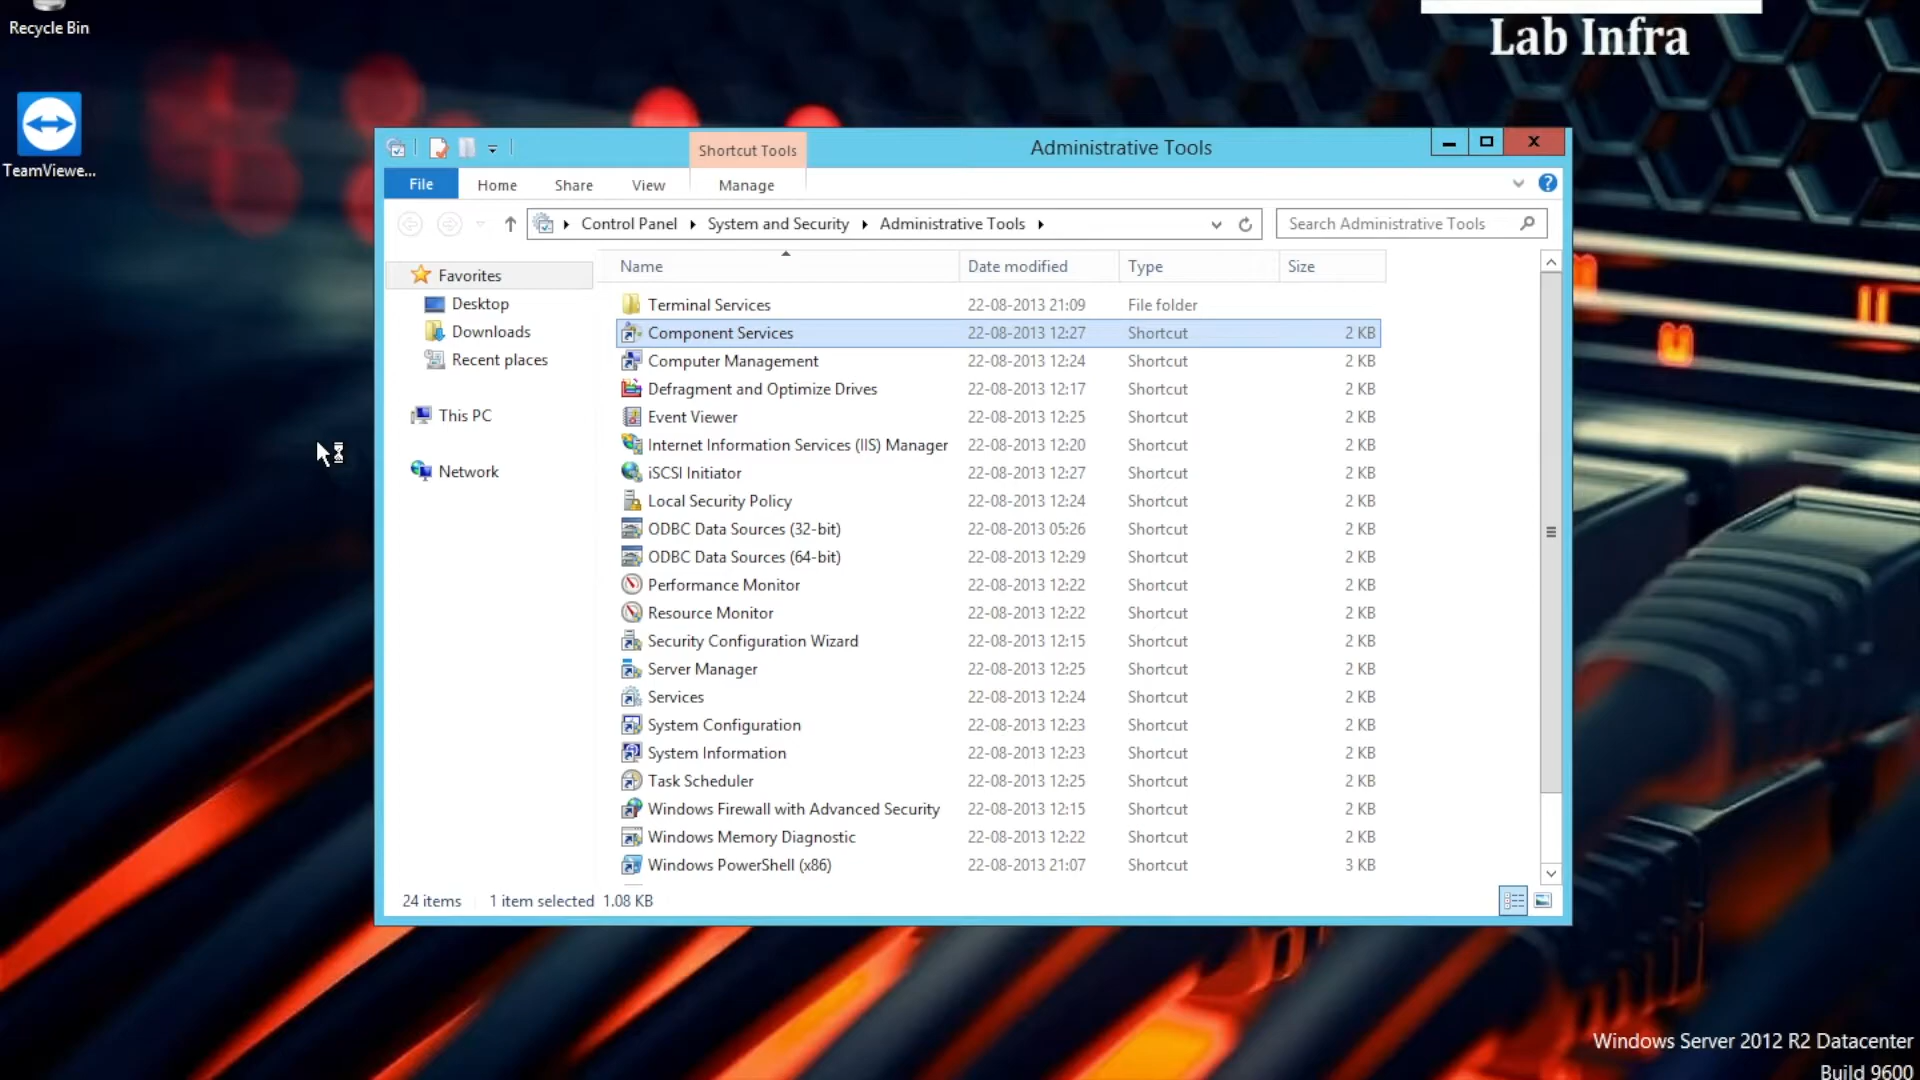 Recycle Bin
Lab Infra
TeamViewe...
Shortcut Tools
Administrative Tools
File
Home
Share
View
Manage
Control Panel
System and Security
Administrative Tools
Search Administrative Tools
Name
Date modified
Type
Size
Favorites
Desktop
Downloads
Recent places
This PC
Network
Terminal Services 22-08-2013 21:09 File folder
Component Services 22-08-2013 12:27 Shortcut 2 KB
Computer Management 22-08-2013 12:24 Shortcut 2 KB
Defragment and Optimize Drives 22-08-2013 12:17 Shortcut 2 KB
Event Viewer 22-08-2013 12:25 Shortcut 2 KB
Internet Information Services (IIS) Manager 22-08-2013 12:20 Shortcut 2 KB
iSCSI Initiator 22-08-2013 12:27 Shortcut 2 KB
Local Security Policy 22-08-2013 12:24 Shortcut 2 KB
ODBC Data Sources (32-bit) 22-08-2013 05:26 Shortcut 2 KB
ODBC Data Sources (64-bit) 22-08-2013 12:29 Shortcut 2 KB
Performance Monitor 22-08-2013 12:22 Shortcut 2 KB
Resource Monitor 22-08-2013 12:22 Shortcut 2 KB
Security Configuration Wizard 22-08-2013 12:15 Shortcut 2 KB
Server Manager 22-08-2013 12:25 Shortcut 2 KB
Services 22-08-2013 12:24 Shortcut 2 KB
System Configuration 22-08-2013 12:23 Shortcut 2 KB
System Information 22-08-2013 12:23 Shortcut 2 KB
Task Scheduler 22-08-2013 12:25 Shortcut 2 KB
Windows Firewall with Advanced Security 22-08-2013 12:15 Shortcut 2 KB
Windows Memory Diagnostic 22-08-2013 12:22 Shortcut 2 KB
Windows PowerShell (x86) 22-08-2013 21:07 Shortcut 3 KB
24 items 1 item selected 1.08 KB
Windows Server 2012 R2 Datacenter
Build 9600